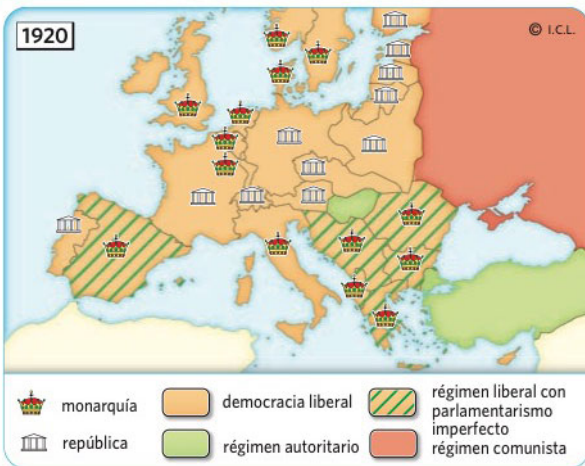 1920
© I.C.L.
monarquía
república
democracia liberal
régimen autoritario
régimen liberal con
parlamentarismo
imperfecto
régimen comunista